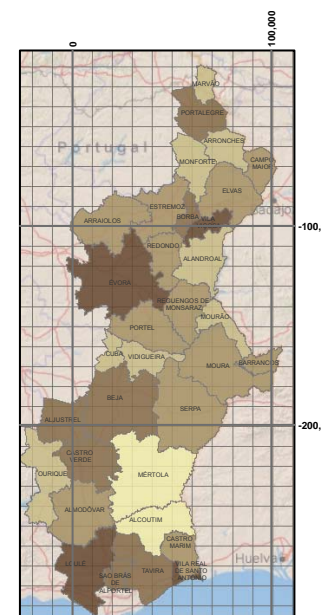 0
100,000
MARVÃO
PORTALEGRE
Portugal
ARRONCHES
MONFORTE
CAMPO
MAIOR
ELVAS
ESTREMOZ
BORBA
VILA
ARRAIOLOS
-100,
REDONDO
ALANDROAL
ÉVORA
REGUENGOS DE
MONSARAZ
MOURÃO
PORTEL
CUBA
VIDIGUEIRA
MOURA
BARRANCOS
BEJA
SERPA
ALJUSTREL
-200,
CASTRO
VERDE
OURIQUE
MÉRTOLA
ALMODÔVAR
ALCOUTIM
CASTRO
MARIM
Huelva
LOULÉ
SÃO BRÁS
DE
ALPORTEL
TAVIRA
VILA REAL
DE SANTO
ANTÓNIO